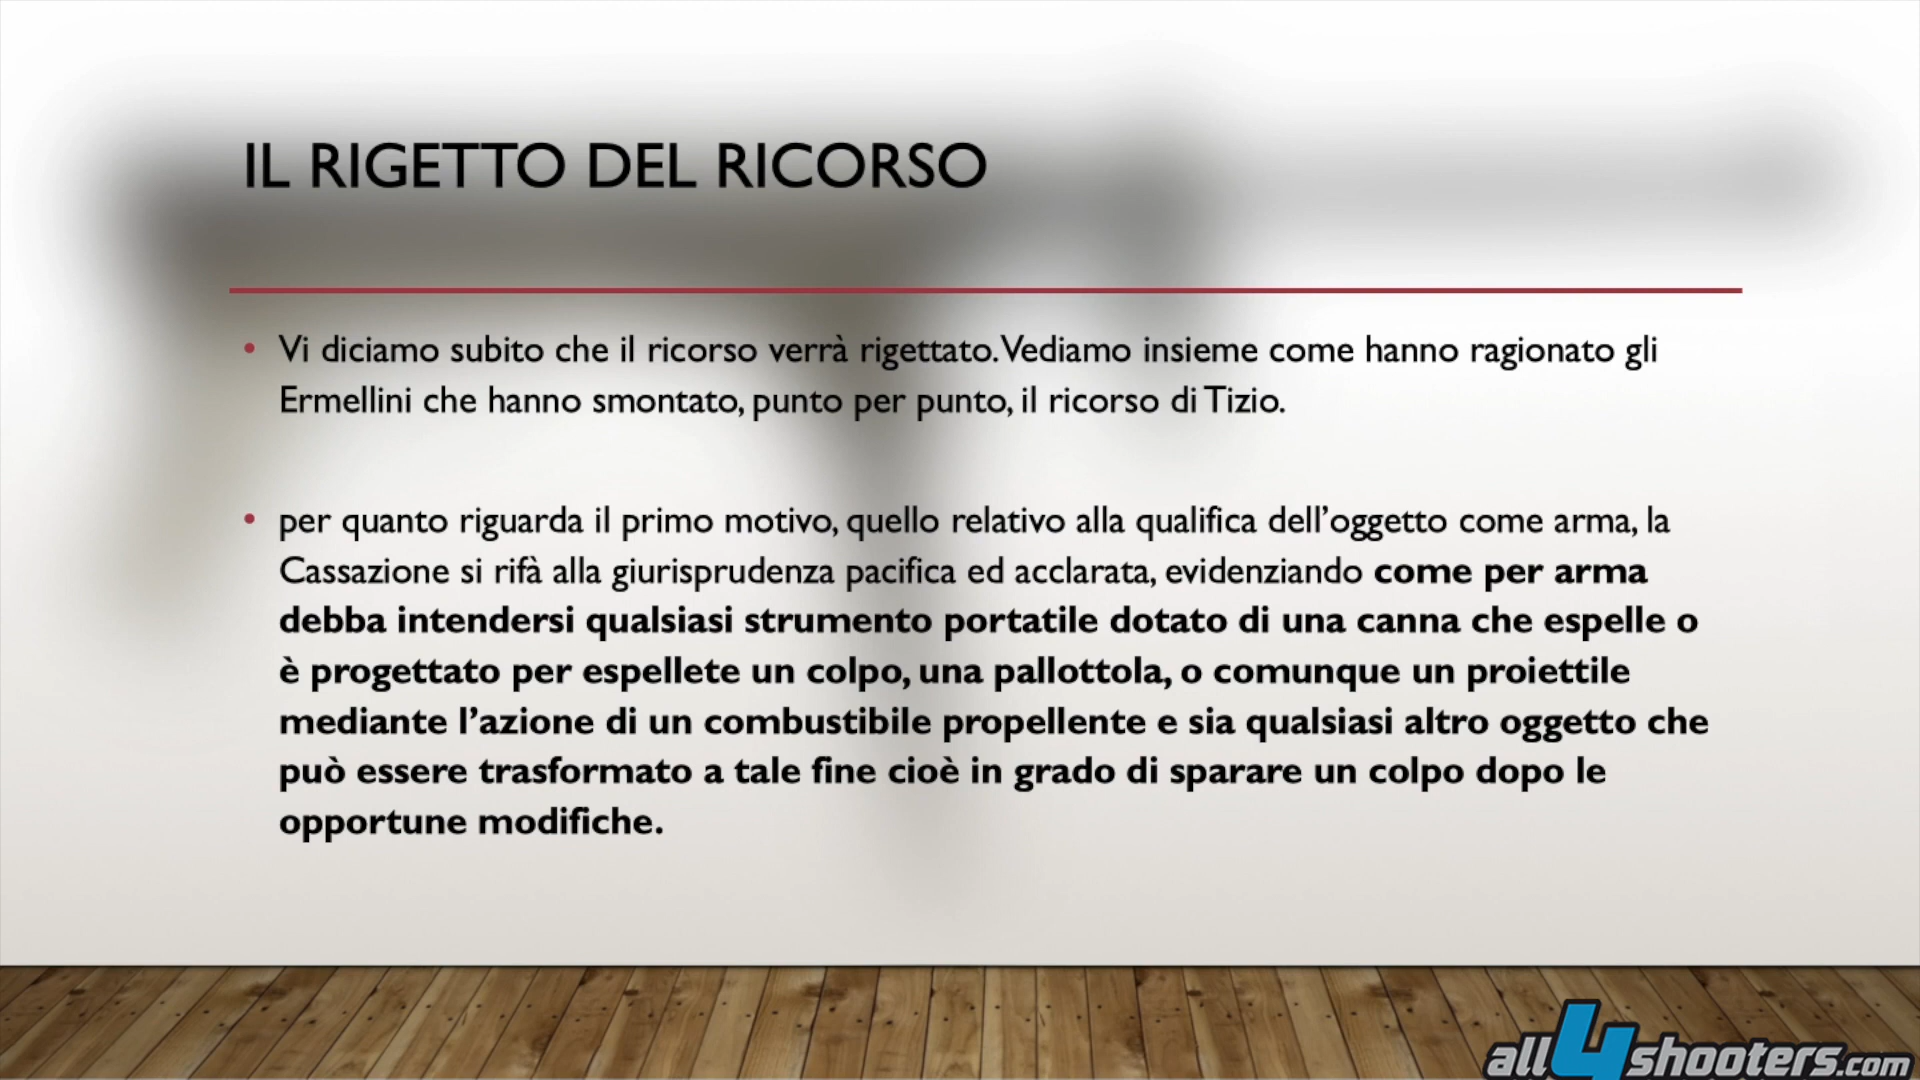 IL RIGETTO DEL RICORSO
• Vi diciamo subito che il ricorso verrà rigettato. Vediamo insieme come hanno ragionato gli
Ermellini che hanno smontato, punto per punto, il ricorso di Tizio.
• per quanto riguarda il primo motivo, quello relativo alla qualifica dell’oggetto come arma, la
Cassazione si rifà alla giurisprudenza pacifica ed acclarata, evidenziando come per arma
debba intendersi qualsiasi strumento portatile dotato di una canna che espelle o
è progettato per espellete un colpo, una pallottola, o comunque un proiettile
mediante l’azione di un combustibile propellente e sia qualsiasi altro oggetto che
può essere trasformato a tale fine cioè in grado di sparare un colpo dopo le
opportune modifiche.
all4shooters.com